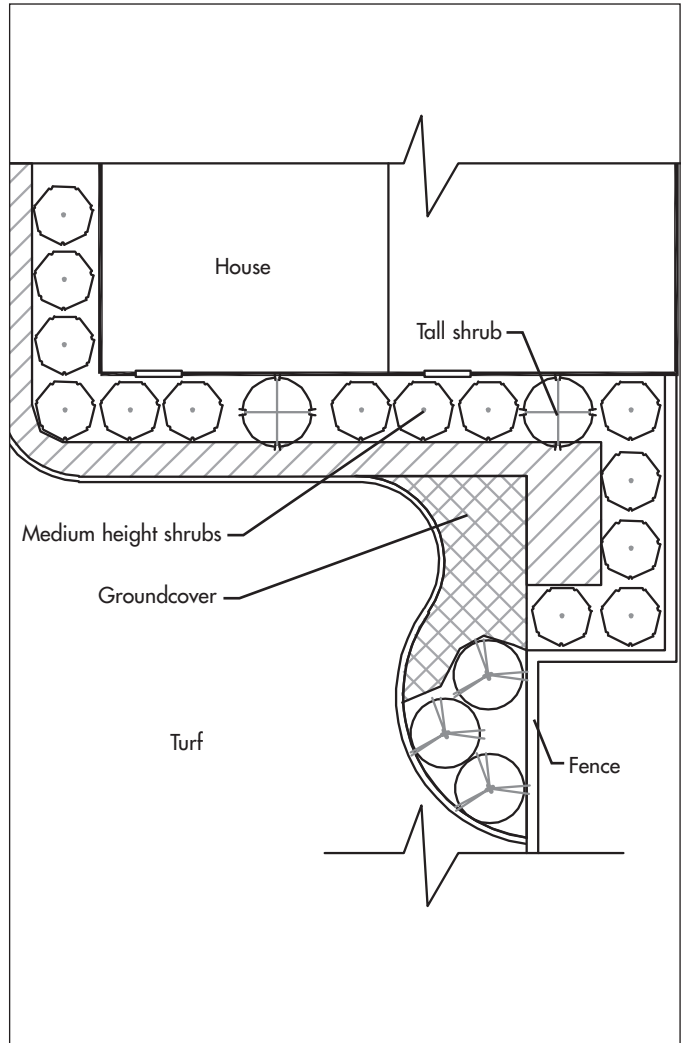 House
Tall shrub
Medium height shrubs
Groundcover
Turf
Fence